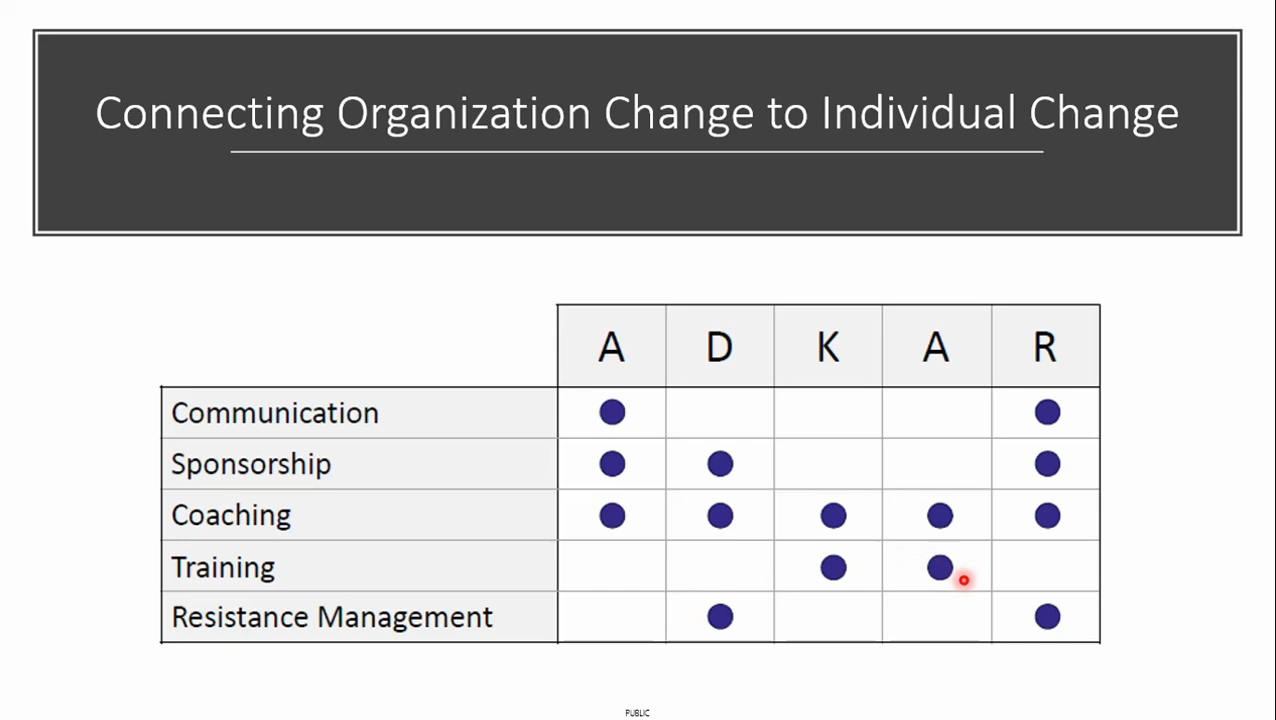 Connecting Organization Change to Individual Change
A D K A R
Communication
Sponsorship
Coaching
Training
Resistance Management
PUBLIC